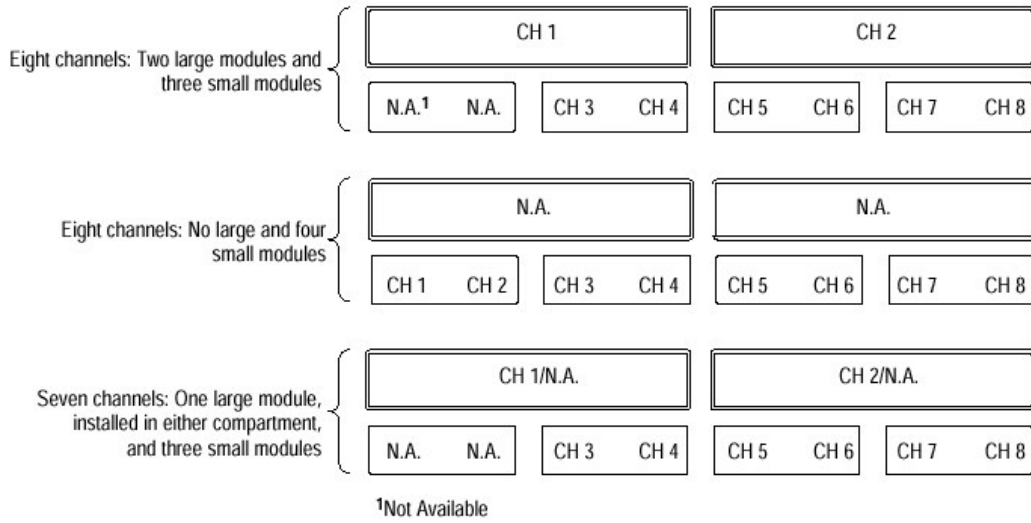 CH 1 CH 2
Eight channels: Two large modules and
three small modules
N.A.1 N.A. CH 3 CH 4 CH 5 CH 6 CH 7 CH 8
N.A. N.A.
Eight channels: No large and four
small modules
CH 1 CH 2 CH 3 CH 4 CH 5 CH 6 CH 7 CH 8
CH 1/N.A. CH 2/N.A.
Seven channels: One large module,
installed in either compartment,
and three small modules
N.A. N.A. CH 3 CH 4 CH 5 CH 6 CH 7 CH 8
1Not Available